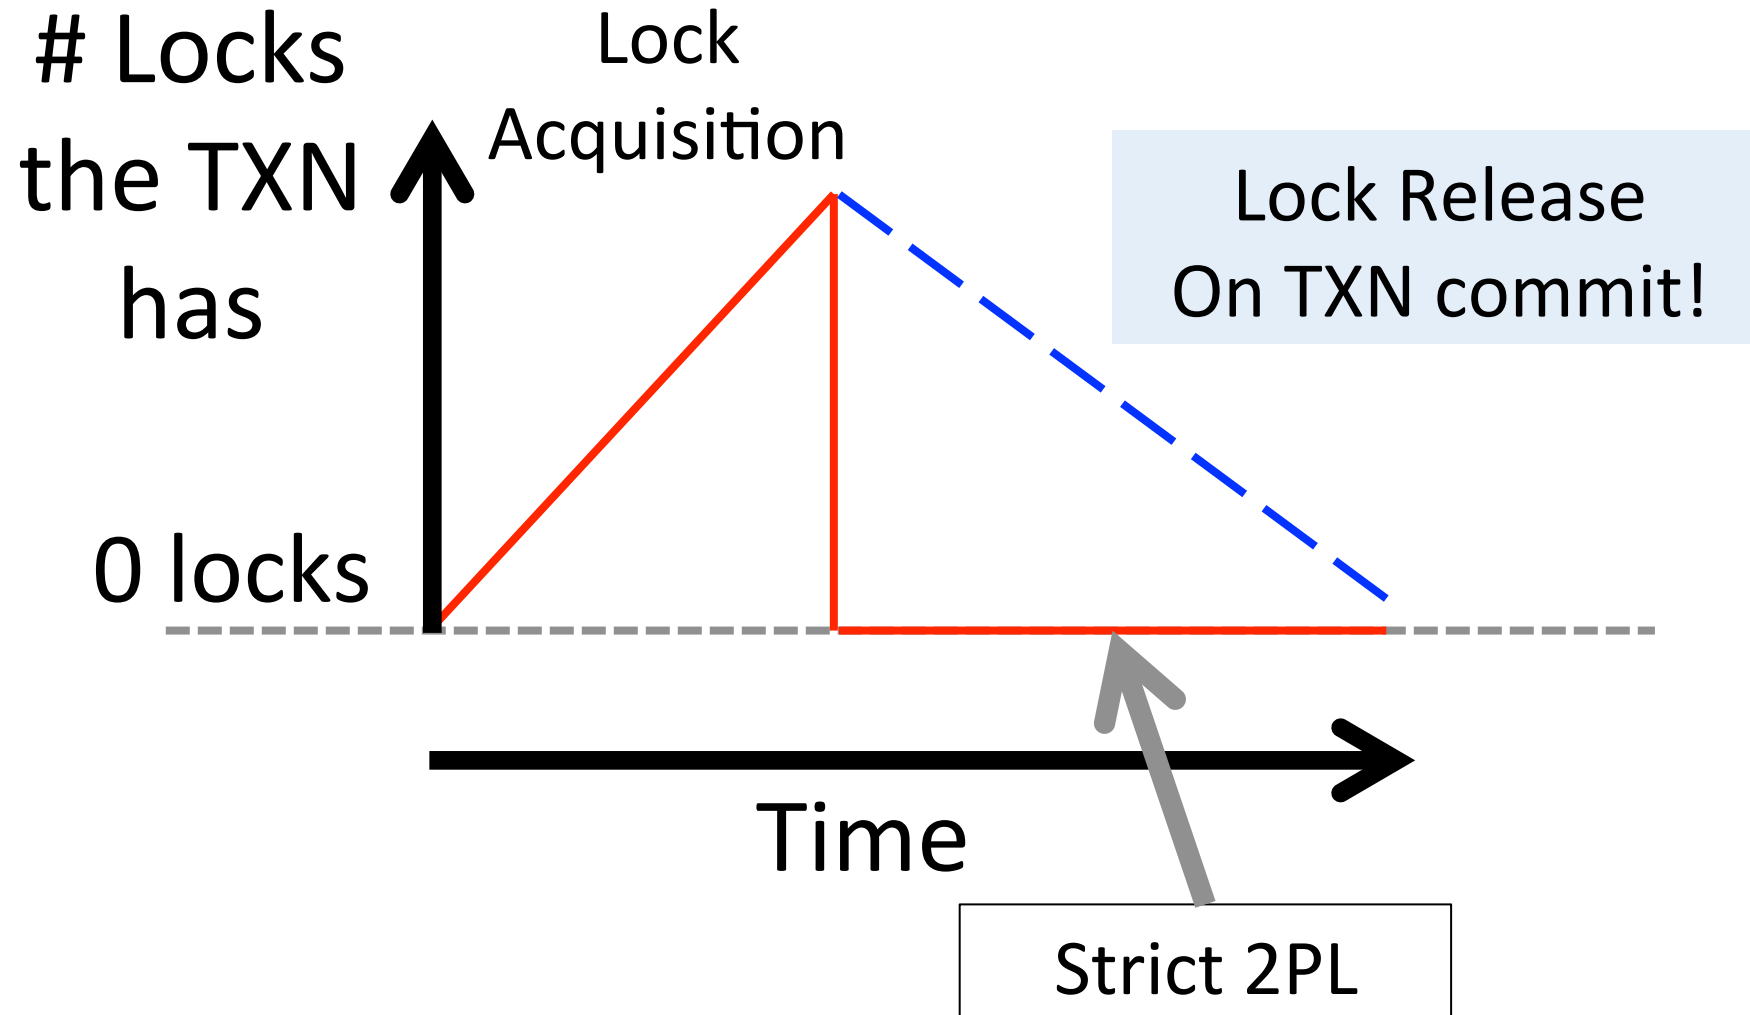 # Locks
the TXN
has
Lock
Acquisition
Lock Release
On TXN commit!
0 locks
Time
Strict 2PL